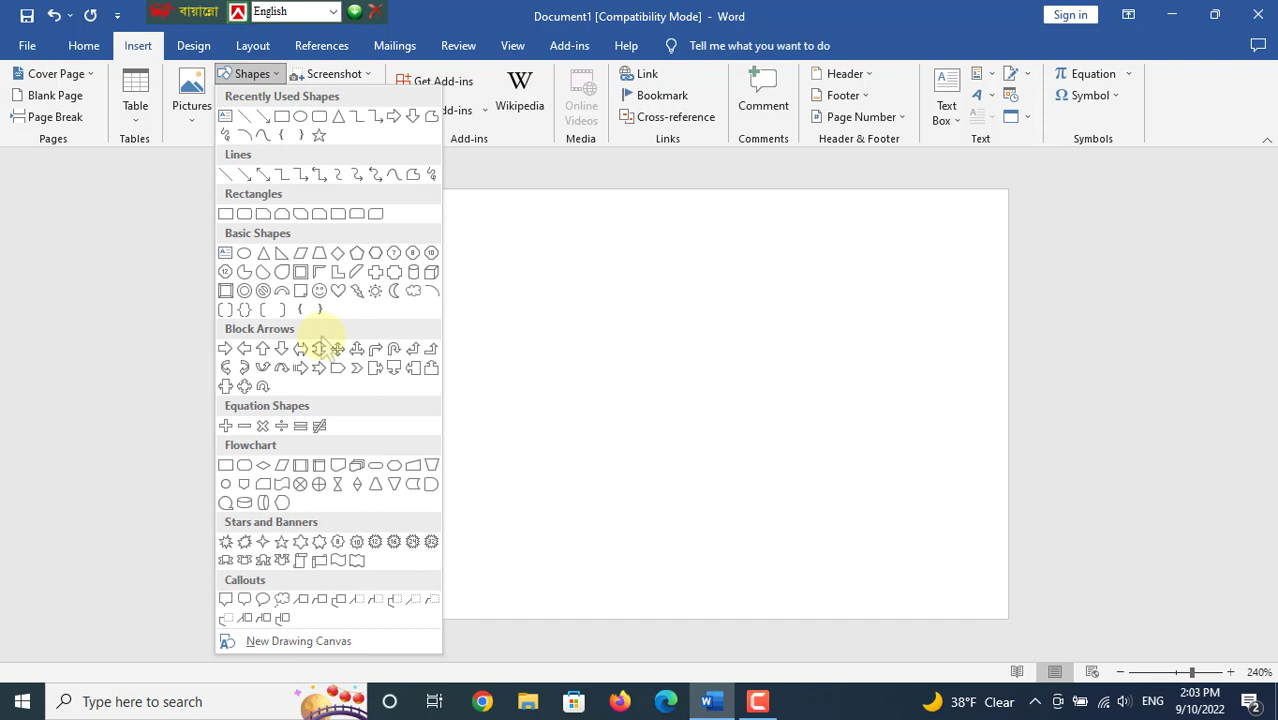 ক্লিক বায়ান্নো English
Document1 [Compatibility Mode] - Word
Sign in
File Home Insert Design Layout References Mailings Review View Add-ins Help Tell me what you want to do
Cover Page
Blank Page
Page Break
Pages
Table
Tables
Pictures
Shapes
Screenshot
Get Add-ins
dd-ins
Add-ins
Wikipedia
Online
Videos
Media
Link
Bookmark
Cross-reference
Links
Comment
Comments
Header
Footer
Page Number
Header & Footer
Text
Box
Text
Equation
Symbol
Symbols
Recently Used Shapes
Lines
Rectangles
Basic Shapes
Block Arrows
Equation Shapes
Flowchart
Stars and Banners
Callouts
New Drawing Canvas
240%
Type here to search
38°F Clear
ENG
2:03 PM
9/10/2022
2